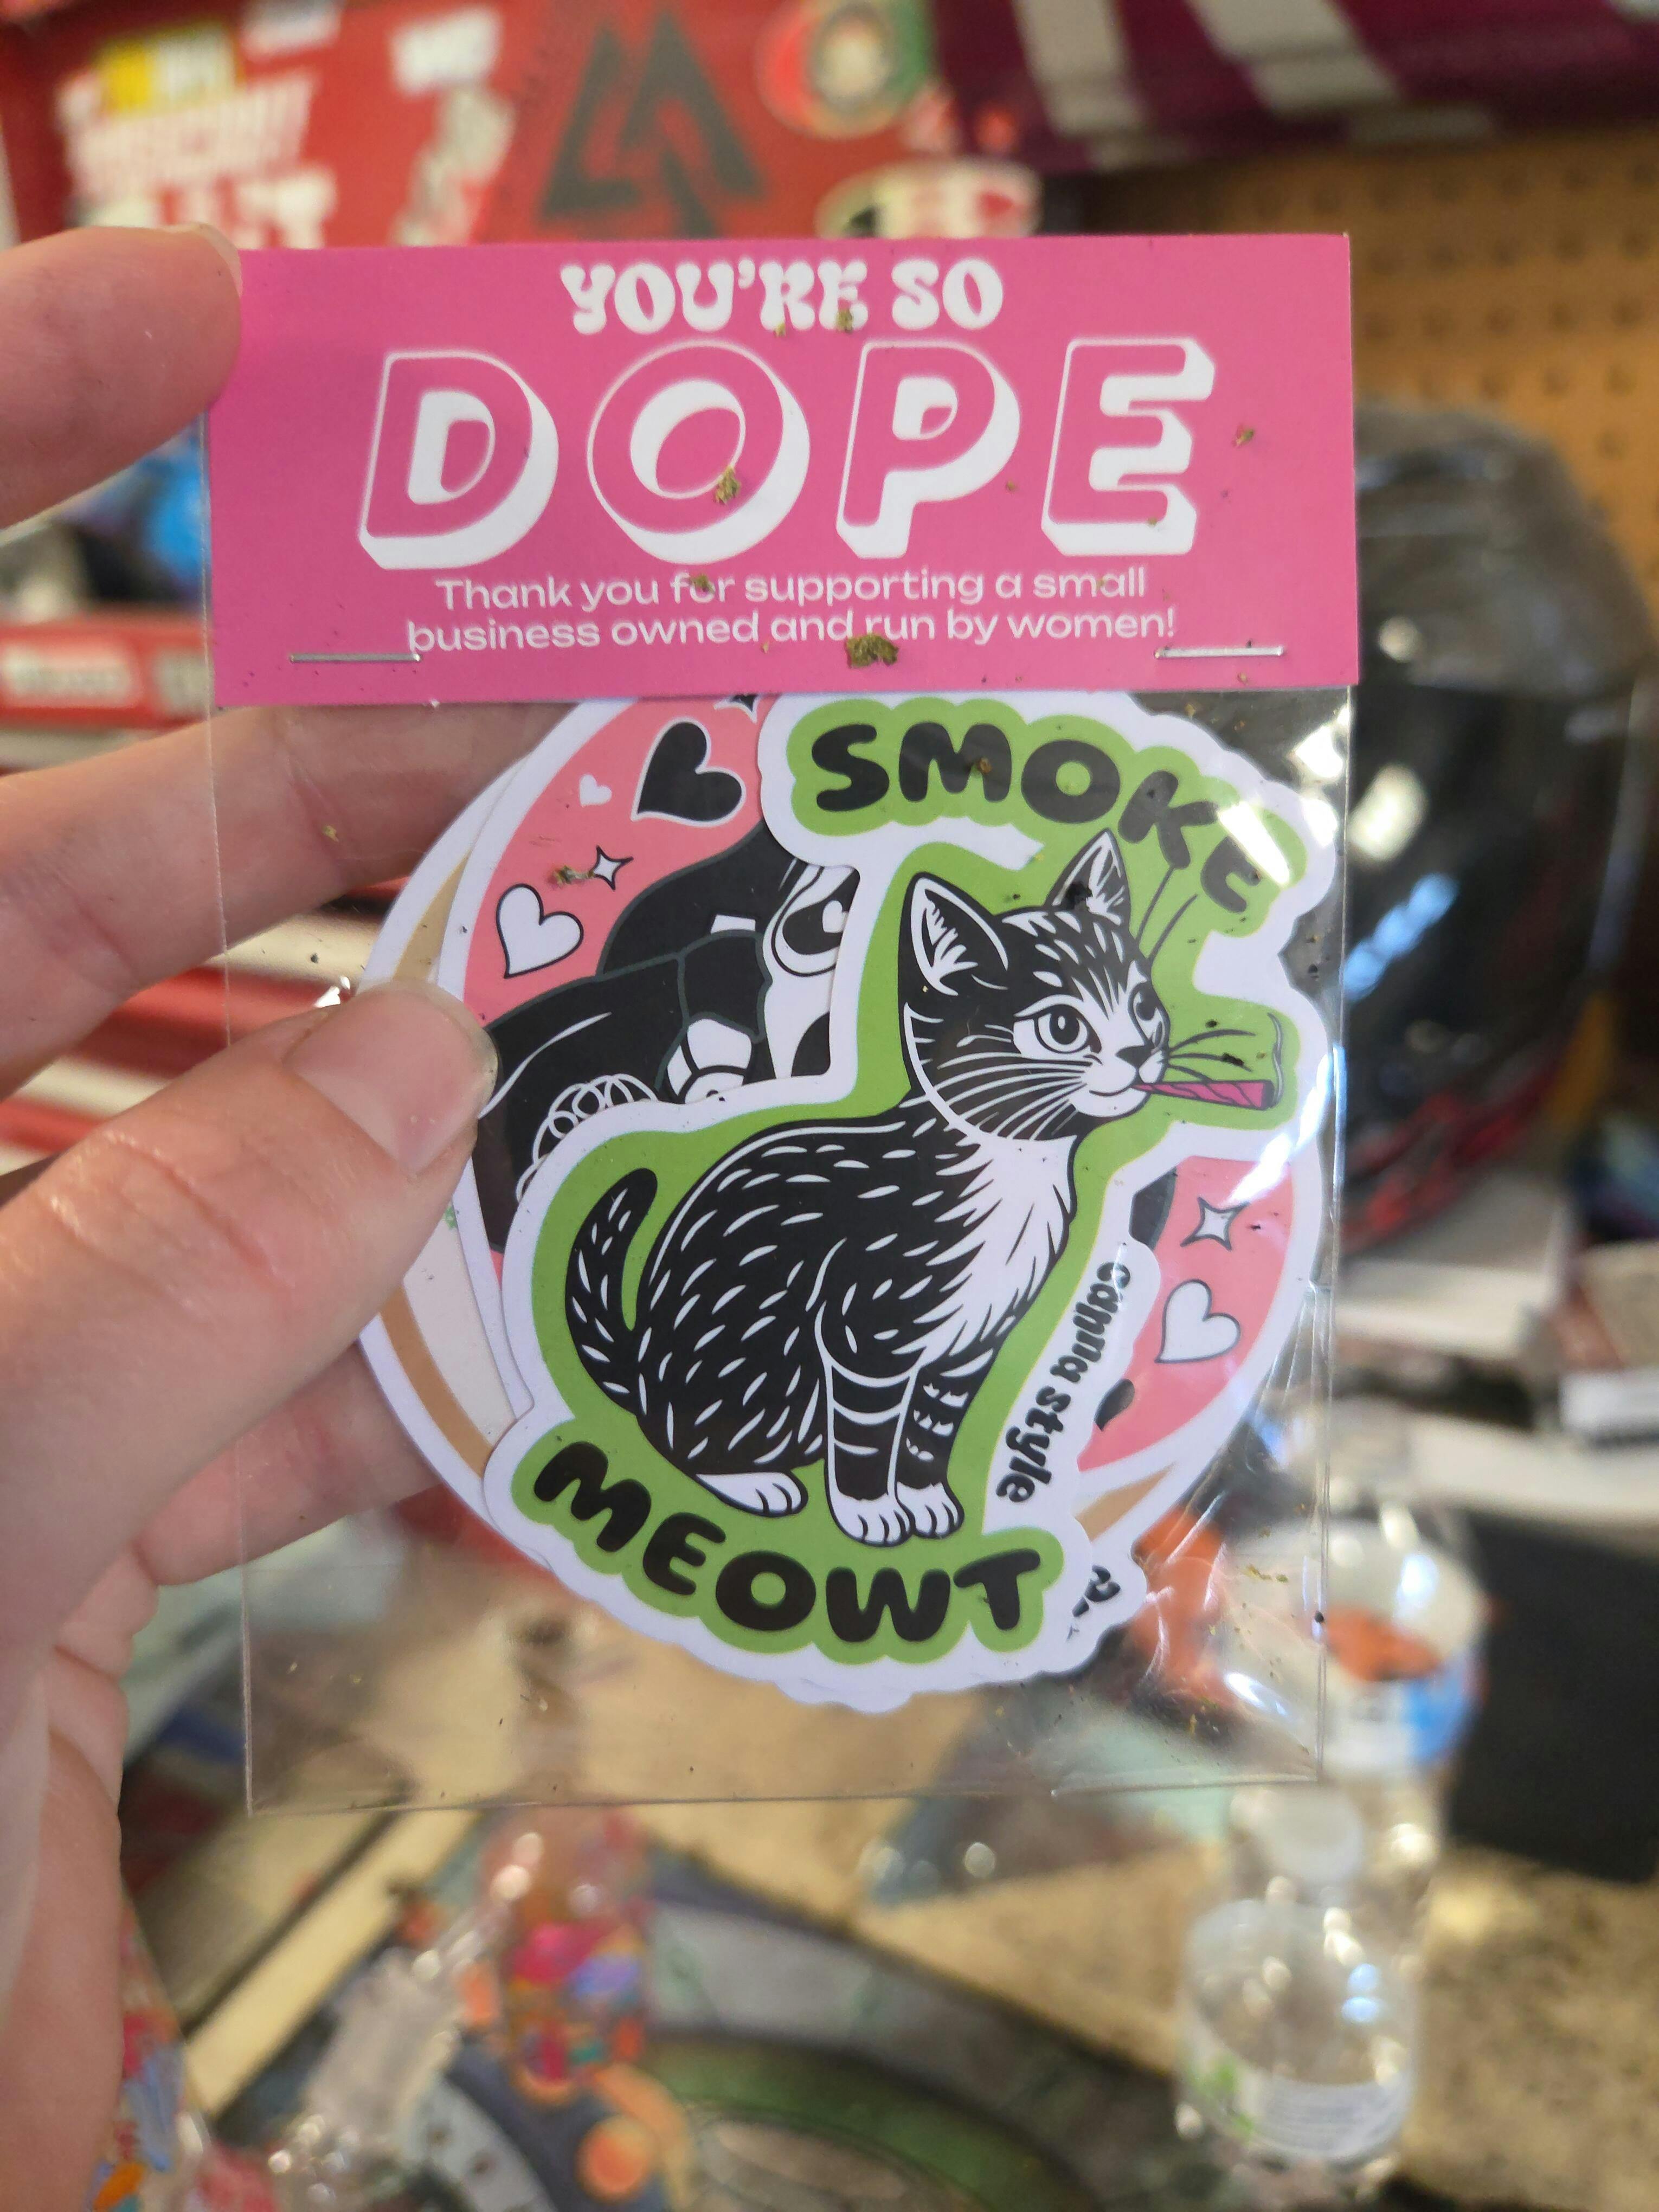 YOU'RE SO
DOPE
Thank you for supporting a small
business owned and run by women!
SMOKE
canna style
MEOWT